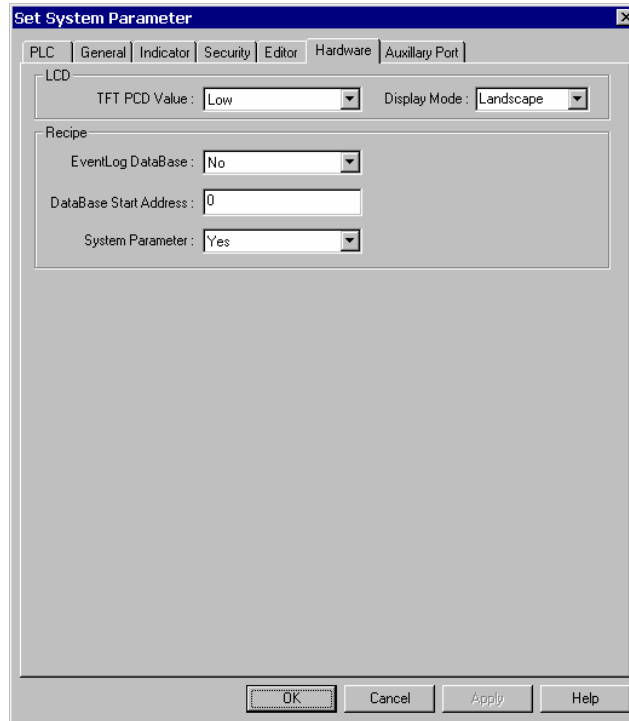 Set System Parameter
PLC General Indicator Security Editor Hardware Auxillary Port
LCD
TFT PCD Value : Low Display Mode : Landscape
Recipe
EventLog DataBase : No
DataBase Start Address : 0
System Parameter : Yes
OK Cancel Apply Help